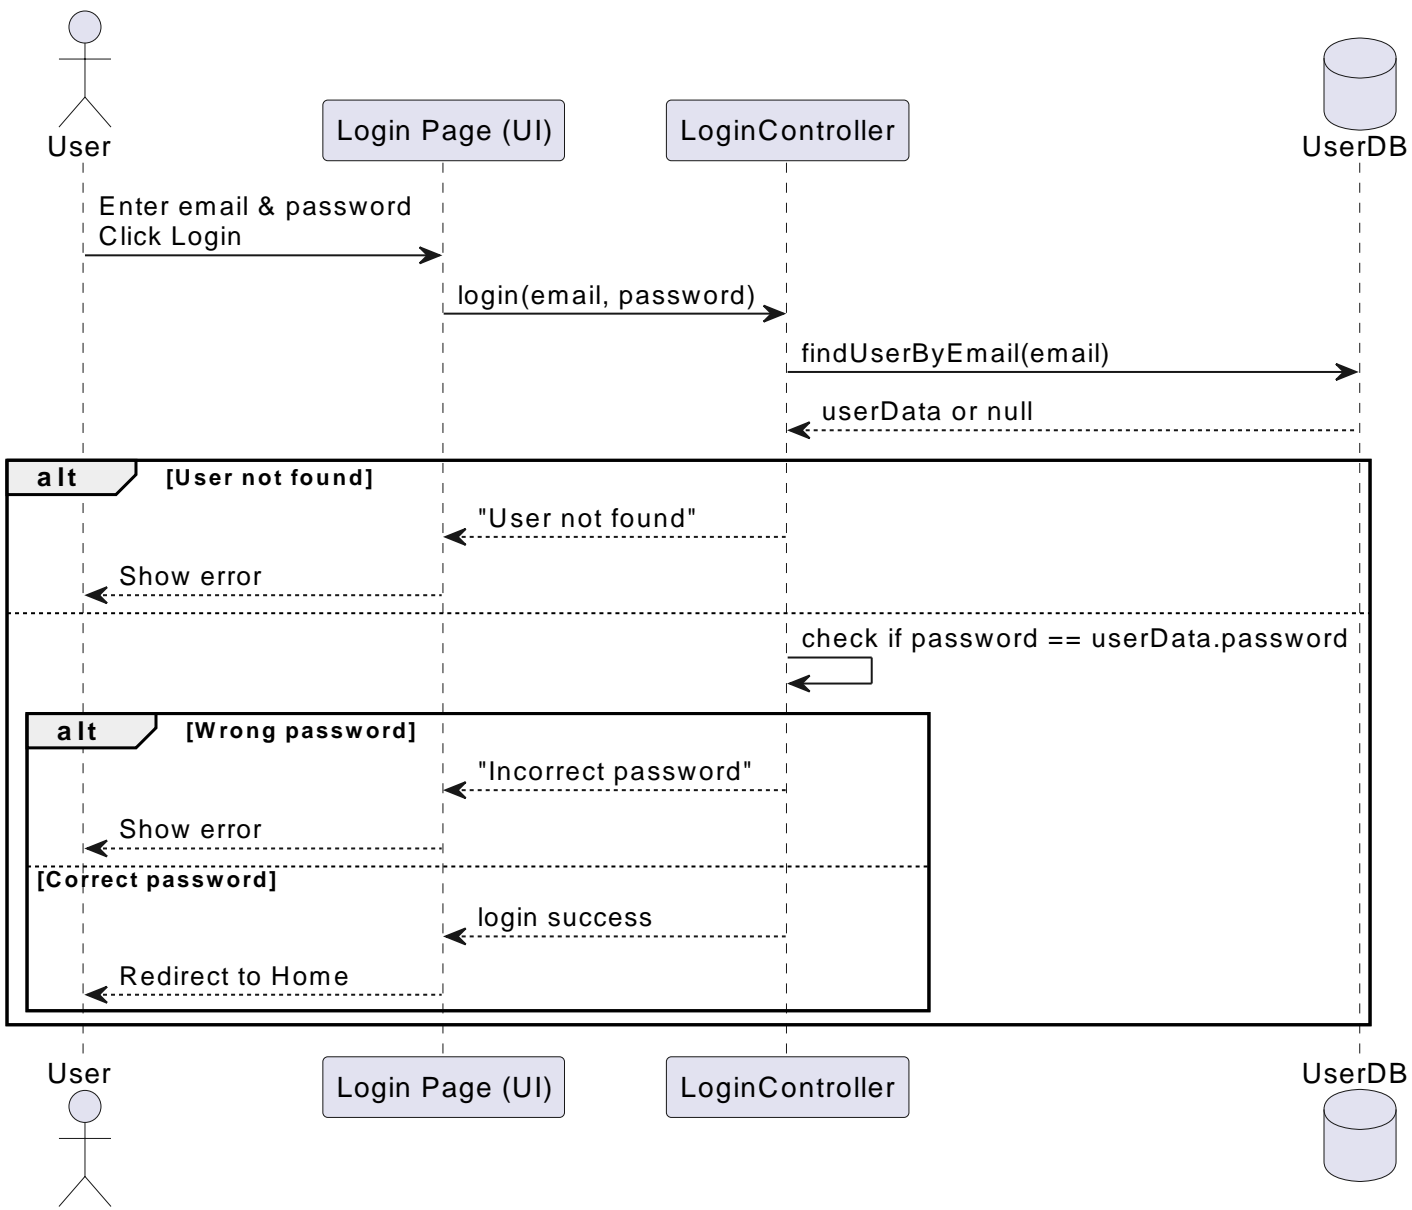 User
Login Page (UI)
LoginController
UserDB
Enter email & password
Click Login
login(email, password)
findUserByEmail(email)
userData or null
alt
[User not found]
"User not found"
Show error
check if password == userData.password
alt
[Wrong password]
"Incorrect password"
Show error
[Correct password]
login success
Redirect to Home
User
Login Page (UI)
LoginController
UserDB